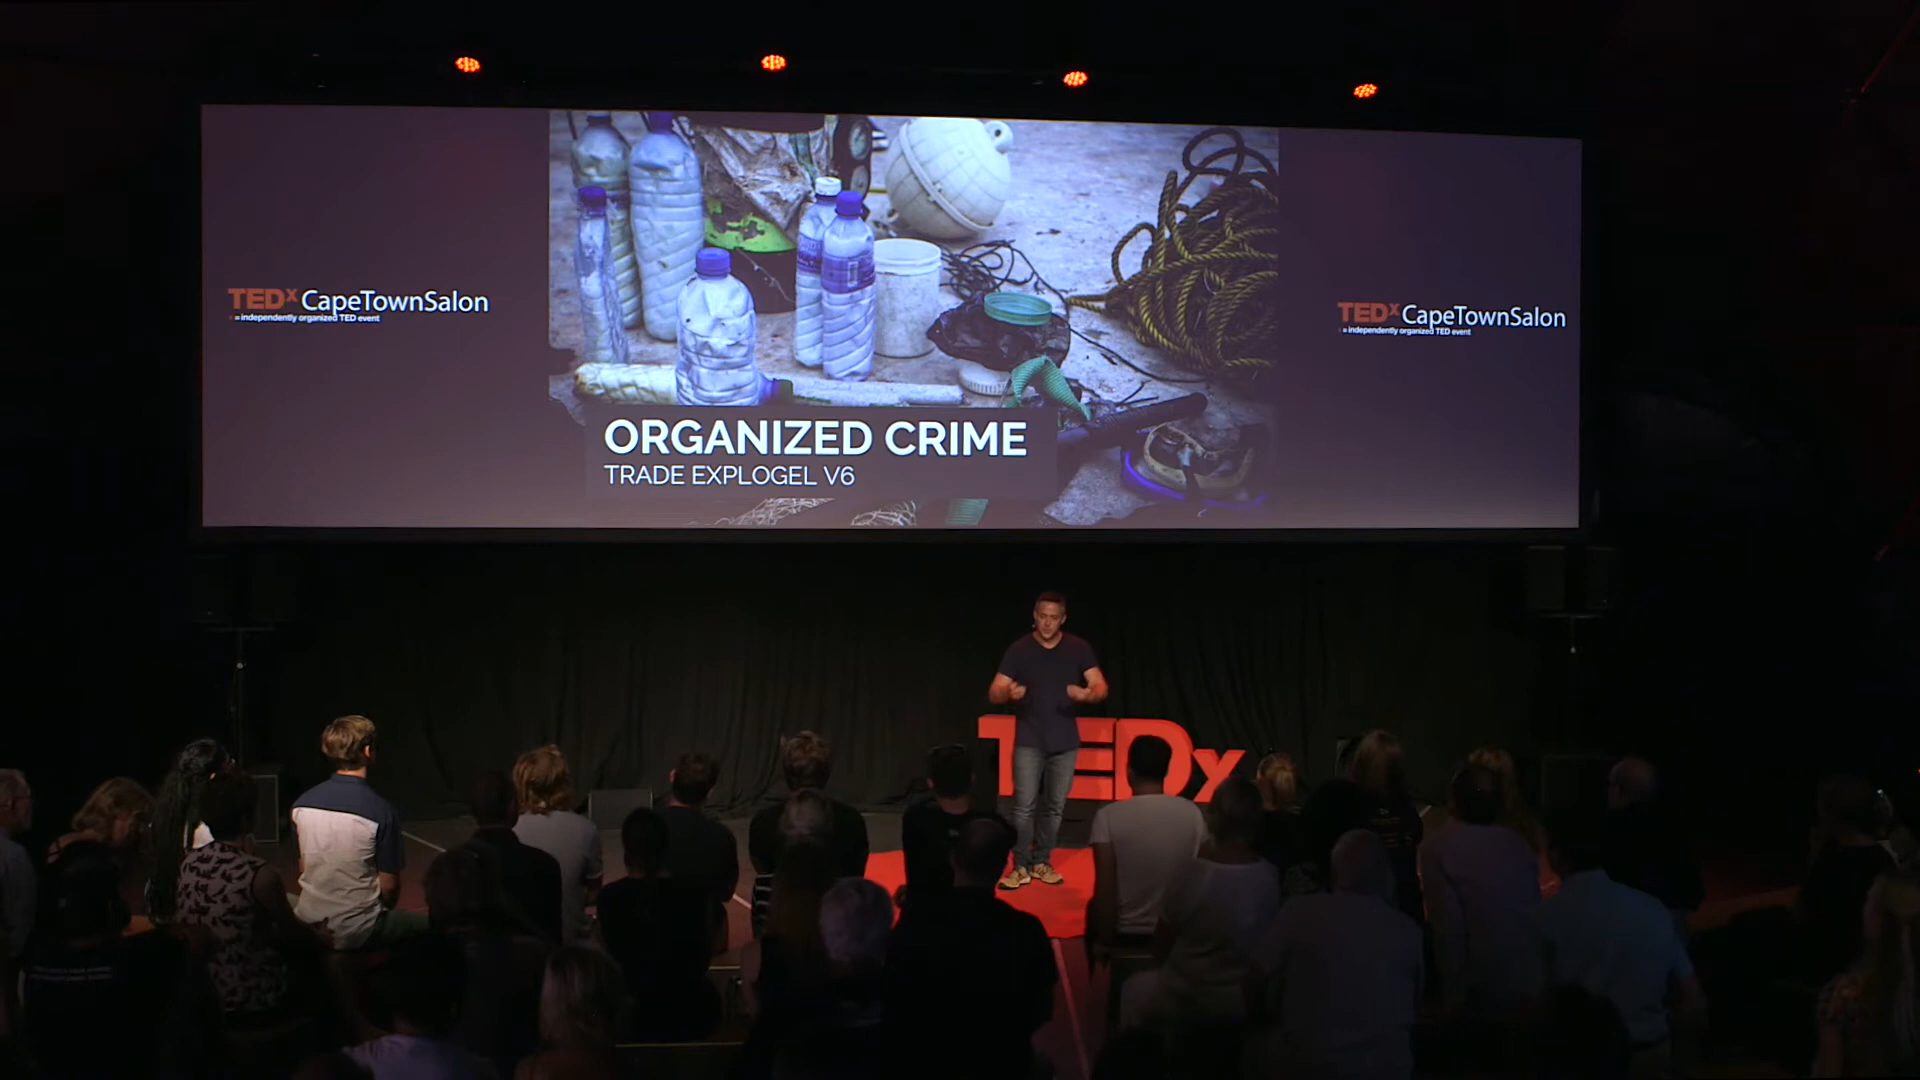 TEDx CapeTownSalon
x = independently organized TED event
ORGANIZED CRIME
TRADE EXPLOGEL V6
TEDx CapeTownSalon
x = independently organized TED event
TEDx